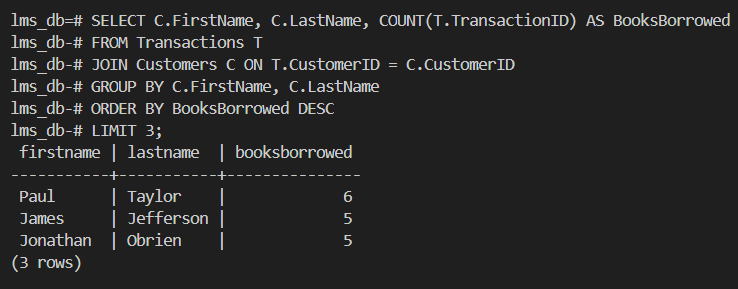 lms_db=# SELECT C.FirstName, C.LastName, COUNT(T.TransactionID) AS BooksBorrowed
lms_db-# FROM Transactions T
lms_db-# JOIN Customers C ON T.CustomerID = C.CustomerID
lms_db-# GROUP BY C.FirstName, C.LastName
lms_db-# ORDER BY BooksBorrowed DESC
lms_db-# LIMIT 3;
 firstname | lastname  | booksborrowed
-----------+-----------+---------------
 Paul      | Taylor    |             6
 James     | Jefferson |             5
 Jonathan  | Obrien    |             5
(3 rows)